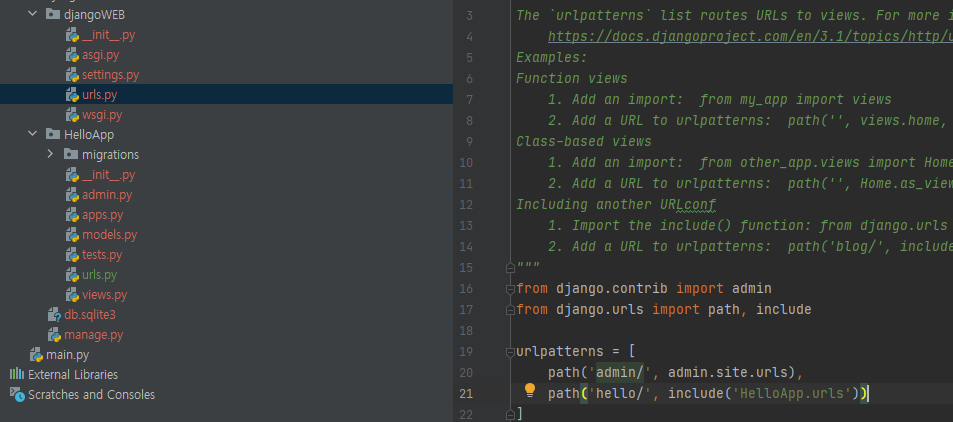 djangoWEB
__init__.py
asgi.py
settings.py
urls.py
wsgi.py
HelloApp
migrations
__init__.py
admin.py
apps.py
models.py
tests.py
urls.py
views.py
db.sqlite3
manage.py
main.py
External Libraries
Scratches and Consoles
3 The `urlpatterns` list routes URLs to views. For more i
4     https://docs.djangoproject.com/en/3.1/topics/http/u
5 Examples:
6 Function views
7     1. Add an import:  from my_app import views
8     2. Add a URL to urlpatterns:  path('', views.home,
9 Class-based views
10     1. Add an import:  from other_app.views import Home
11     2. Add a URL to urlpatterns:  path('', Home.as_view
12 Including another URLconf
13     1. Import the include() function: from django.urls
14     2. Add a URL to urlpatterns:  path('blog/', include
15 """
16 from django.contrib import admin
17 from django.urls import path, include
18
19 urlpatterns = [
20     path('admin/', admin.site.urls),
21     path('hello/', include('HelloApp.urls'))
22 ]